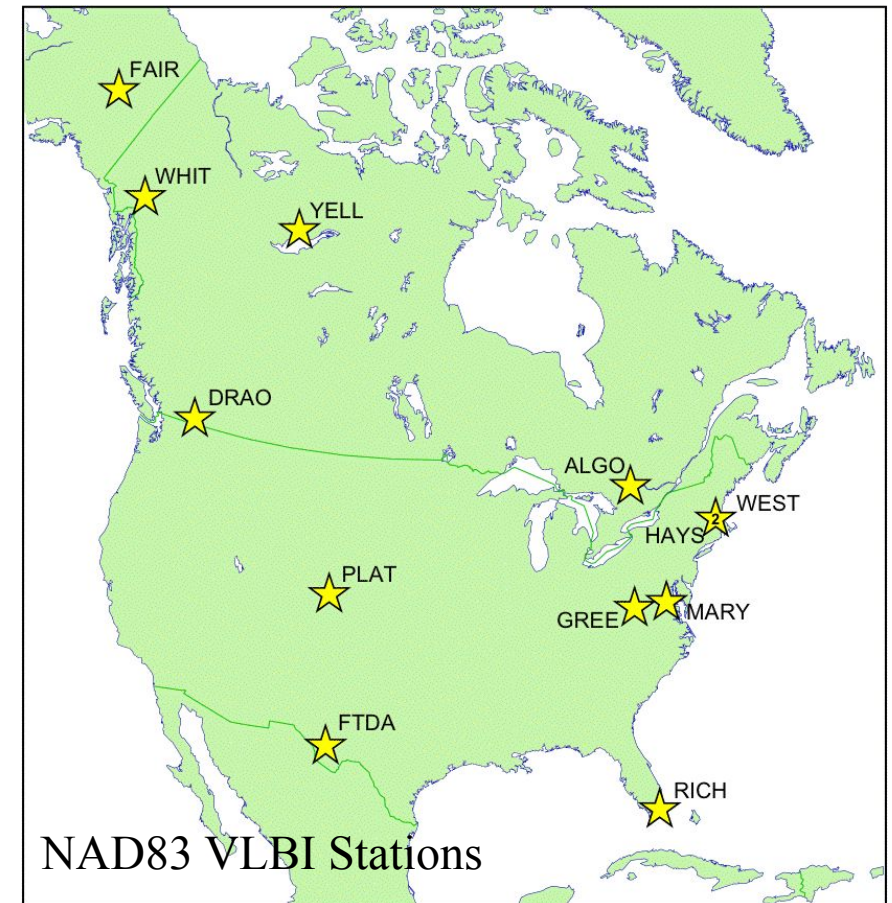 FAIR
WHIT
YELL
DRAO
ALGO
WEST
2
HAYS
PLAT
GREE
MARY
FTDA
RICH
NAD83 VLBI Stations